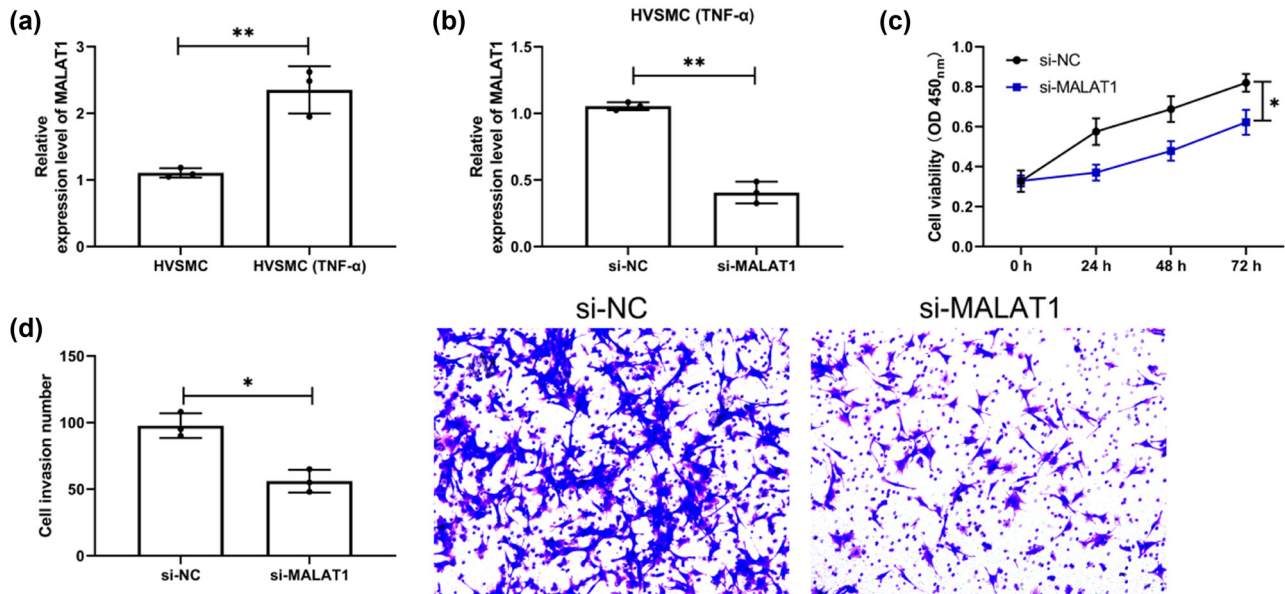 (a)
**
3
2
1
0
Relative
expression level of MALAT1
HVSMC
HVSMC (TNF-α)
(b)
HVSMC (TNF-α)
**
1.5
1.0
0.5
0.0
Relative
expression level of MALAT1
si-NC
si-MALAT1
(c)
si-NC
si-MALAT1
*
1.0
0.8
0.6
0.4
0.2
0.0
Cell viability (OD 450nm)
0 h
24 h
48 h
72 h
(d)
*
150
100
50
0
Cell invasion number
si-NC
si-MALAT1
si-NC
si-MALAT1